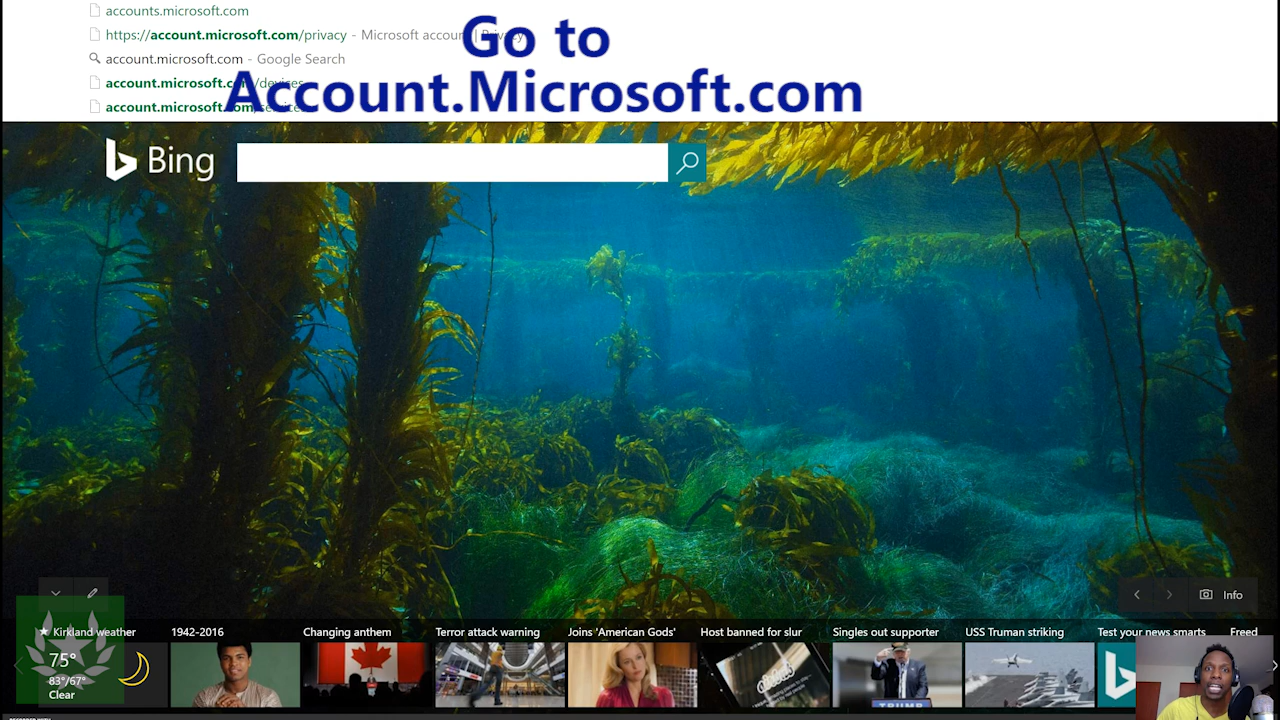 accounts.microsoft.com
https://account.microsoft.com/privacy - Microsoft account | Privacy
account.microsoft.com - Google Search
account.microsoft.com/devices
account.microsoft.com/services
Go to
Account.Microsoft.com
Bing
Info
Kirkland weather
75°
83°/67°
Clear
1942-2016
Changing anthem
Terror attack warning
Joins 'American Gods'
Host banned for slur
Singles out supporter
TRUMP
USS Truman striking
Test your news smarts
Freed